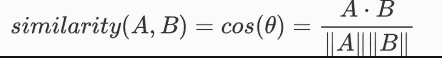 similarity(A, B) = cos(θ) = A · B / ‖A‖‖B‖